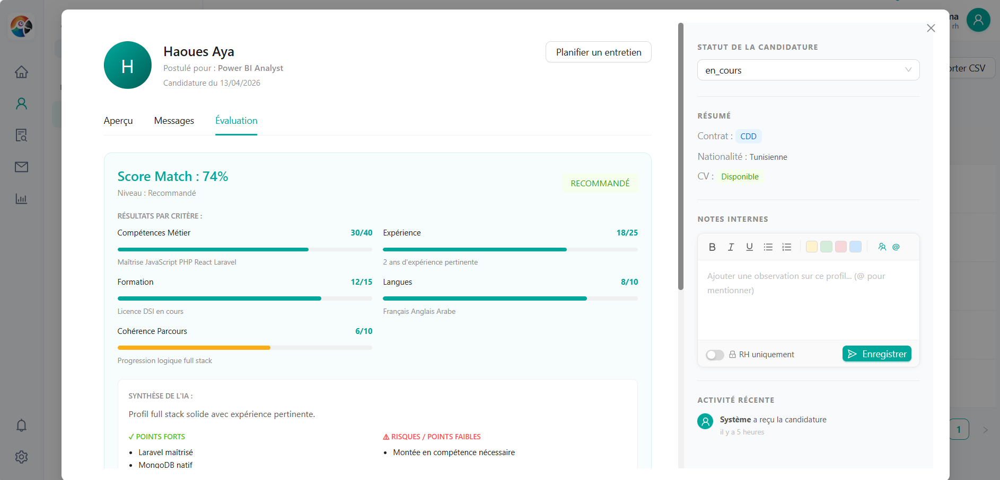 Haoues Aya
Postulé pour : Power BI Analyst
Candidature du 13/04/2026
Planifier un entretien
Aperçu
Messages
Évaluation
Score Match : 74%
Niveau : Recommandé
RECOMMANDÉ
RÉSULTATS PAR CRITÈRE :
Compétences Métier 30/40
Maîtrise JavaScript PHP React Laravel
Expérience 18/25
2 ans d'expérience pertinente
Formation 12/15
Licence DSI en cours
Langues 8/10
Français Anglais Arabe
Cohérence Parcours 6/10
Progression logique full stack
SYNTHÈSE DE L'IA :
Profil full stack solide avec expérience pertinente.
✓ POINTS FORTS
• Laravel maîtrisé
• MongoDB natif
⚠ RISQUES / POINTS FAIBLES
• Montée en compétence nécessaire
STATUT DE LA CANDIDATURE
en_cours
RÉSUMÉ
Contrat : CDD
Nationalité : Tunisienne
CV : Disponible
NOTES INTERNES
B I U @
Ajouter une observation sur ce profil... (@ pour
mentionner)
RH uniquement
Enregistrer
ACTIVITÉ RÉCENTE
Système a reçu la candidature
il y a 5 heures
rh
CSV
1